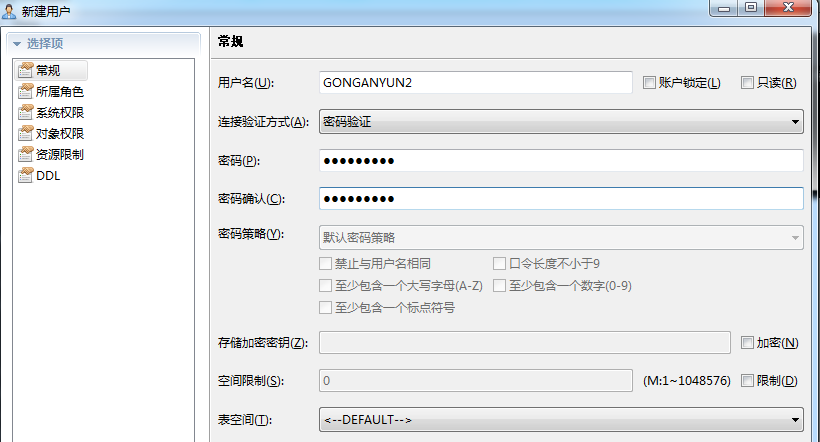 新建用户
选择项
常规
所属角色
系统权限
对象权限
资源限制
DDL
常规
用户名(U): GONGANYUN2 账户锁定(L) 只读(R)
连接验证方式(A): 密码验证
密码(P): ●●●●●●●●●
密码确认(C): ●●●●●●●●●
密码策略(Y): 默认密码策略
禁止与用户名相同 口令长度不小于9
至少包含一个大写字母(A-Z) 至少包含一个数字(0-9)
至少包含一个标点符号
存储加密密钥(Z): 加密(N)
空间限制(S): 0 (M:1~1048576) 限制(D)
表空间(T): <--DEFAULT-->